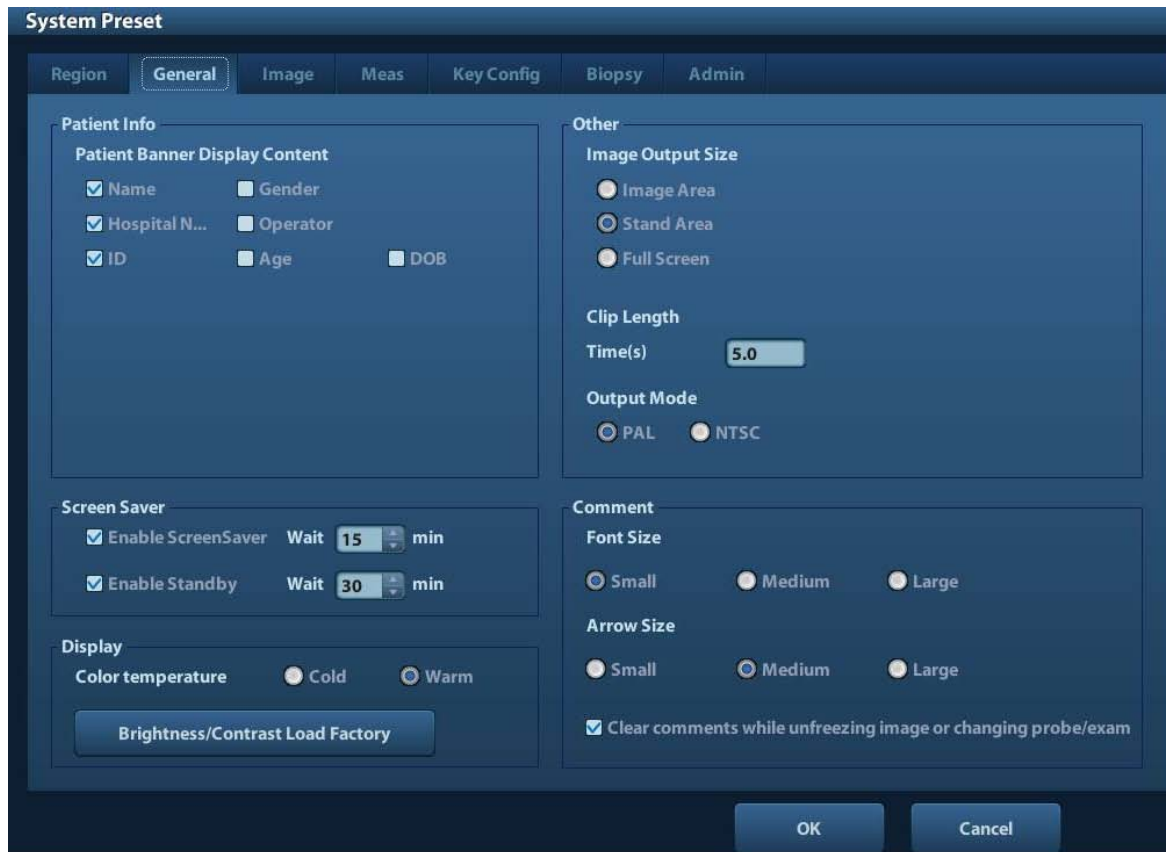 System Preset
Region General Image Meas Key Config Biopsy Admin
Patient Info
Patient Banner Display Content
Name Gender
Hospital N... Operator
ID Age DOB
Other
Image Output Size
Image Area
Stand Area
Full Screen
Clip Length
Time(s) 5.0
Output Mode
PAL NTSC
Screen Saver
Enable ScreenSaver Wait 15 min
Enable Standby Wait 30 min
Display
Color temperature Cold Warm
Brightness/Contrast Load Factory
Comment
Font Size
Small Medium Large
Arrow Size
Small Medium Large
Clear comments while unfreezing image or changing probe/exam
OK Cancel